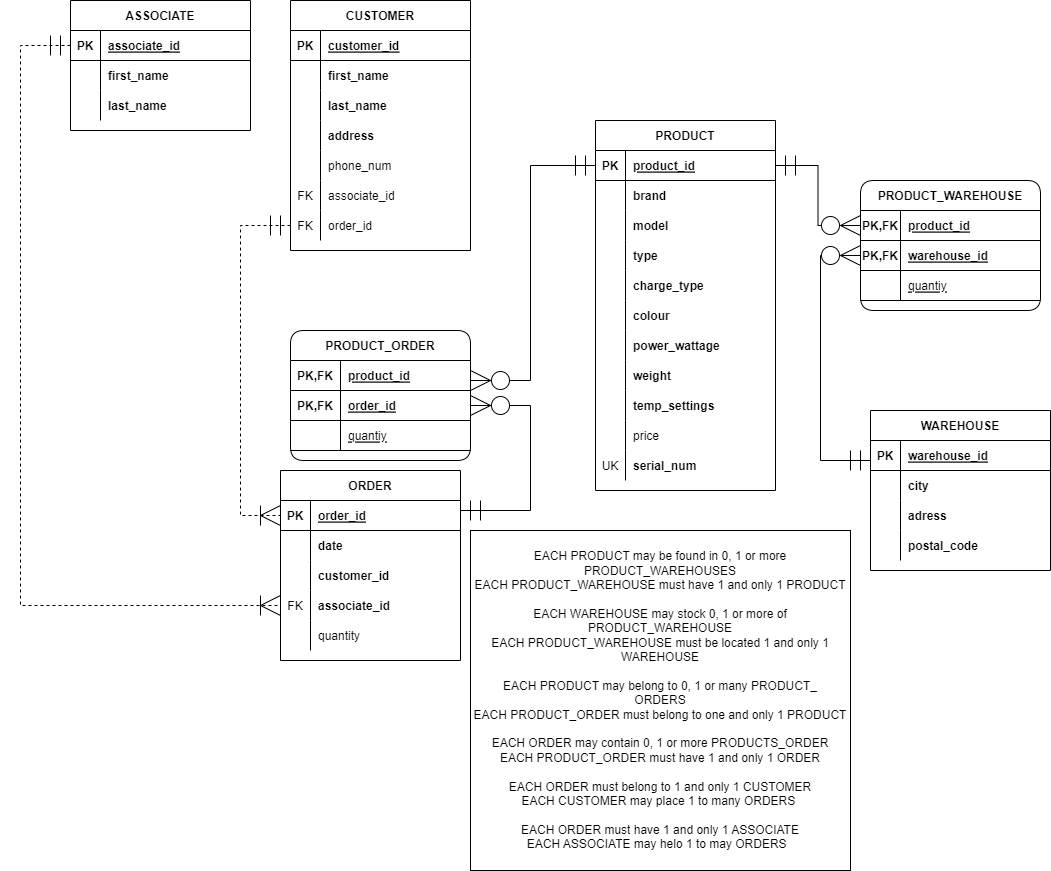 ASSOCIATE
PK associate_id
first_name
last_name
CUSTOMER
PK customer_id
first_name
last_name
address
phone_num
FK associate_id
FK order_id
PRODUCT
PK product_id
brand
model
type
charge_type
colour
power_wattage
weight
temp_settings
price
UK serial_num
PRODUCT_WAREHOUSE
PK,FK product_id
PK,FK warehouse_id
quantiy
PRODUCT_ORDER
PK,FK product_id
PK,FK order_id
quantiy
WAREHOUSE
PK warehouse_id
city
adress
postal_code
ORDER
PK order_id
date
customer_id
FK associate_id
quantity
EACH PRODUCT may be found in 0, 1 or more
PRODUCT_WAREHOUSES
EACH PRODUCT_WAREHOUSE must have 1 and only 1 PRODUCT
EACH WAREHOUSE may stock 0, 1 or more of
PRODUCT_WAREHOUSE
EACH PRODUCT_WAREHOUSE must be located 1 and only 1
WAREHOUSE
EACH PRODUCT may belong to 0, 1 or many PRODUCT_
ORDERS
EACH PRODUCT_ORDER must belong to one and only 1 PRODUCT
EACH ORDER may contain 0, 1 or more PRODUCTS_ORDER
EACH PRODUCT_ORDER must have 1 and only 1 ORDER
EACH ORDER must belong to 1 and only 1 CUSTOMER
EACH CUSTOMER may place 1 to many ORDERS
EACH ORDER must have 1 and only 1 ASSOCIATE
EACH ASSOCIATE may helo 1 to may ORDERS